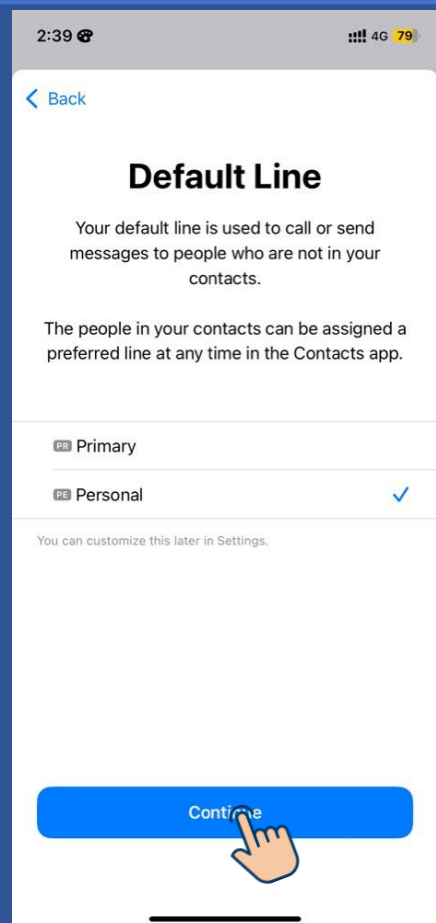 2:39 4G 79
Back
Default Line
Your default line is used to call or send
messages to people who are not in your
contacts.
The people in your contacts can be assigned a
preferred line at any time in the Contacts app.
PR Primary
PE Personal
You can customize this later in Settings.
Continue